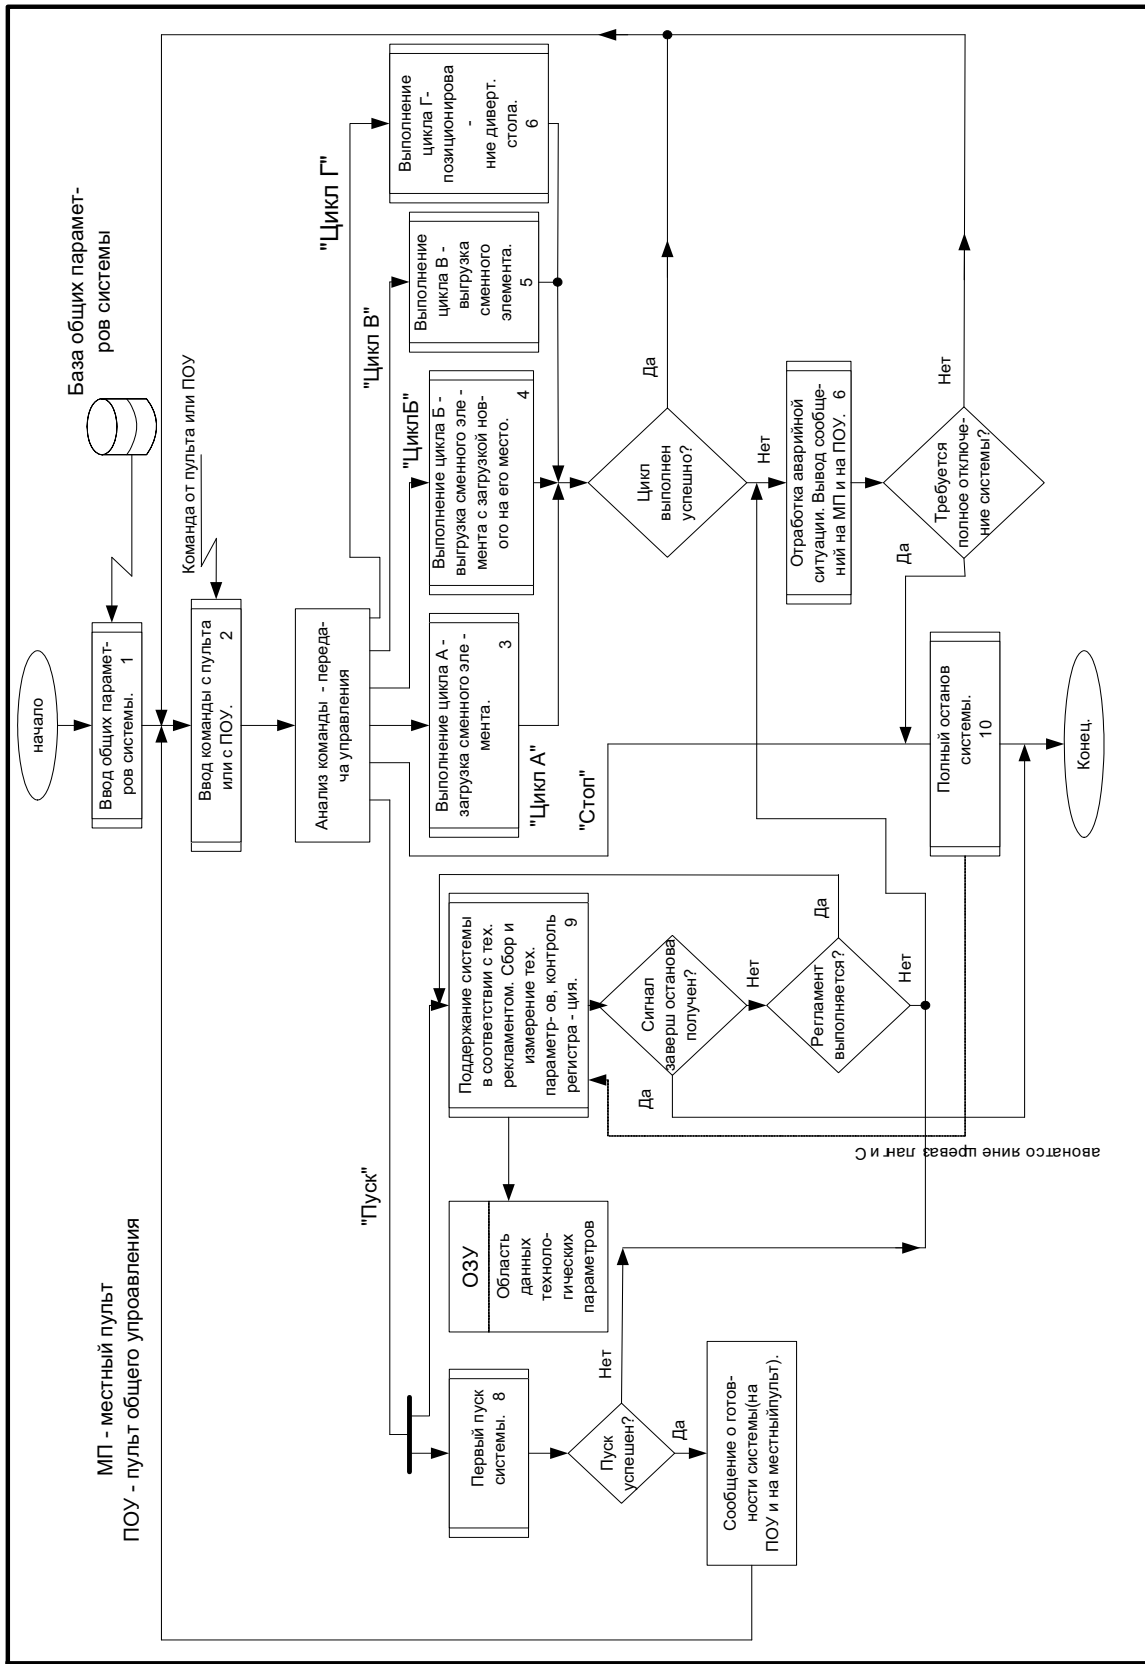 МП - местный пульт
ПОУ - пульт общего упроавления
начало
База общих парамет-
ров системы
Ввод общих парамет-
ров системы. 1
Команда от пульта или ПОУ
Ввод команды с пульта
или с ПОУ. 2
Анализ команды - переда-
ча управления
"Пуск"
"Стоп"
"Цикл А"
"ЦиклБ"
"Цикл В"
"Цикл Г"
Первый пуск
системы. 8
Пуск
успешен?
Нет
Да
Сообщение о готов-
ности системы(на
ПОУ и на местныйпульт).
ОЗУ
Область
данных
техноло-
гических
параметров
Поддержание системы
в соответствии с тех.
рекламентом. Сбор и
измерение тех.
параметр- ов, контроль
регистра - ция. 9
Сигнал
заверш останова
получен?
Да
Нет
Регламент
выполняется?
Да
Нет
Сигнал завершения останова
Выполнение цикла А -
загрузка сменного эле -
мента. 3
Выполнение цикла Б -
выгрузка сменного эле -
мента с загрузкой нов-
ого на его место. 4
Выполнение
цикла В -
выгрузка
сменного
элемента.
5
Выполнение
цикла Г-
позиционирова
-
ние диверт.
стола.
6
Цикл
выполнен
успешно?
Да
Нет
Отработка аварийной
ситуации. Вывод сообще-
ний на МП и на ПОУ. 6
Требуется
полное отключе-
ние системы?
Да
Нет
Полный останов
системы.
10
Конец.